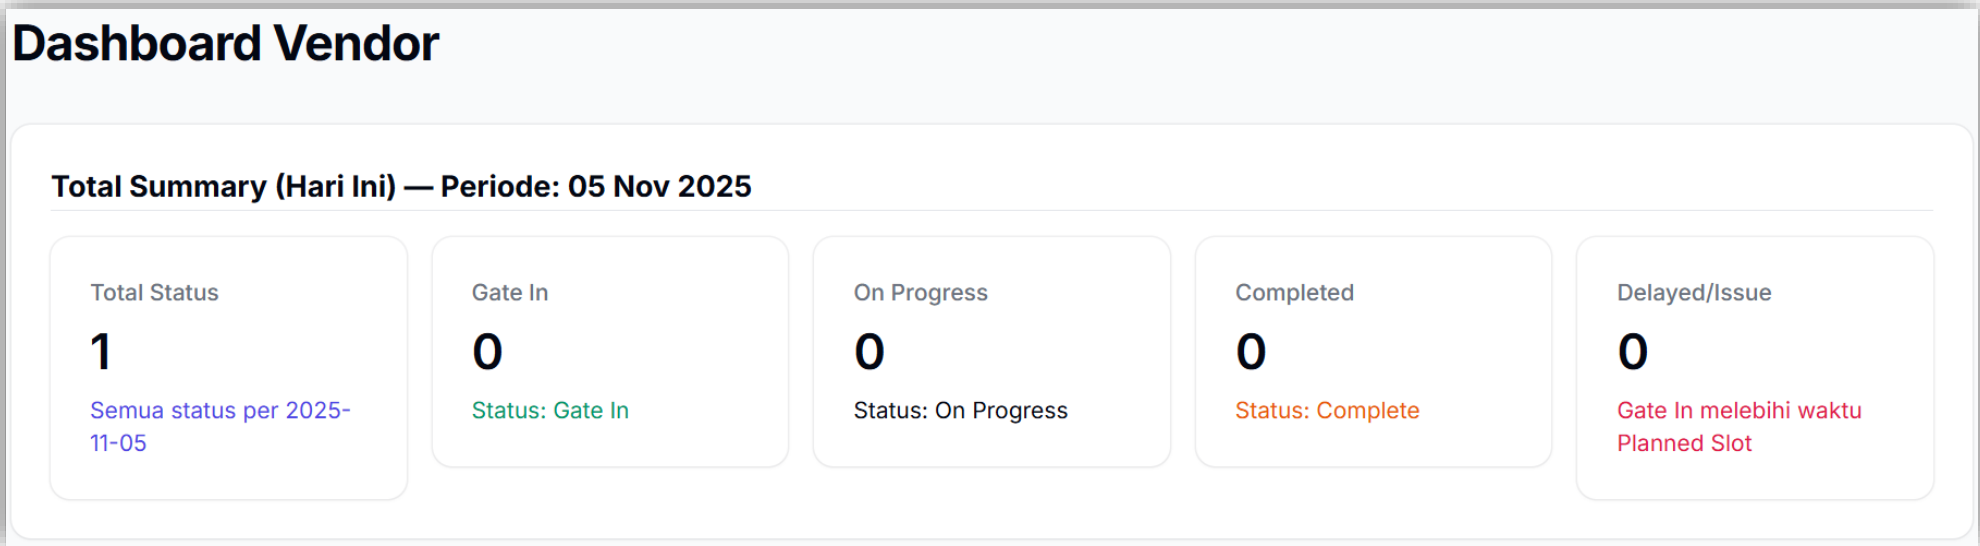 Dashboard Vendor
Total Summary (Hari Ini) — Periode: 05 Nov 2025
Total Status
1
Semua status per 2025-
11-05
Gate In
0
Status: Gate In
On Progress
0
Status: On Progress
Completed
0
Status: Complete
Delayed/Issue
0
Gate In melebihi waktu
Planned Slot